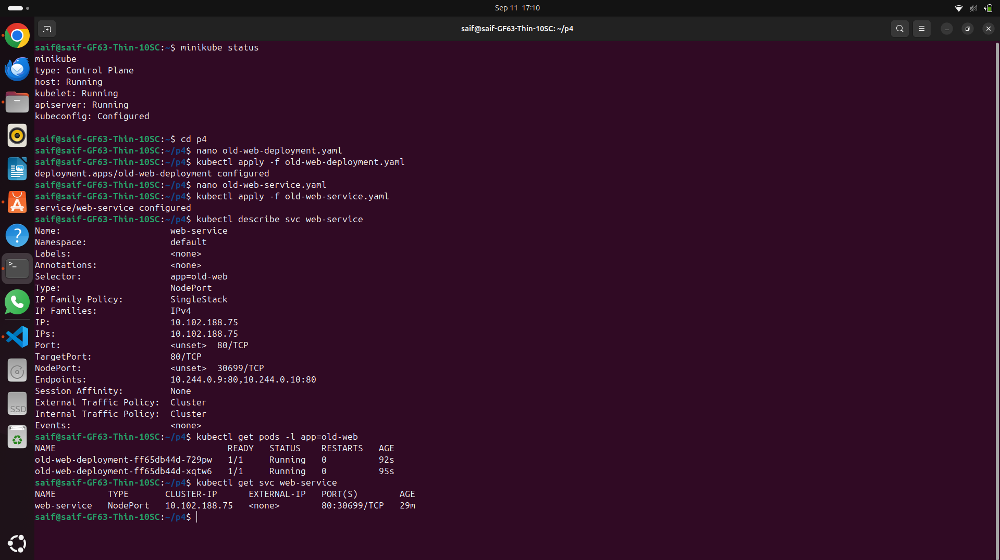 Sep 11 17:10
saif@saif-GF63-Thin-10SC: ~/p4
saif@saif-GF63-Thin-10SC:~$ minikube status
minikube
type: Control Plane
host: Running
kubelet: Running
apiserver: Running
kubeconfig: Configured
saif@saif-GF63-Thin-10SC:~$ cd p4
saif@saif-GF63-Thin-10SC:~/p4$ nano old-web-deployment.yaml
saif@saif-GF63-Thin-10SC:~/p4$ kubectl apply -f old-web-deployment.yaml
deployment.apps/old-web-deployment configured
saif@saif-GF63-Thin-10SC:~/p4$ nano old-web-service.yaml
saif@saif-GF63-Thin-10SC:~/p4$ kubectl apply -f old-web-service.yaml
service/web-service configured
saif@saif-GF63-Thin-10SC:~/p4$ kubectl describe svc web-service
Name:                     web-service
Namespace:                default
Labels:                   <none>
Annotations:              <none>
Selector:                 app=old-web
Type:                     NodePort
IP Family Policy:         SingleStack
IP Families:              IPv4
IP:                       10.102.188.75
IPs:                      10.102.188.75
Port:                     <unset>  80/TCP
TargetPort:               80/TCP
NodePort:                 <unset>  30699/TCP
Endpoints:                10.244.0.9:80,10.244.0.10:80
Session Affinity:         None
External Traffic Policy:  Cluster
Internal Traffic Policy:  Cluster
Events:                   <none>
saif@saif-GF63-Thin-10SC:~/p4$ kubectl get pods -l app=old-web
NAME                                 READY   STATUS    RESTARTS   AGE
old-web-deployment-ff65db44d-729pw   1/1     Running   0          92s
old-web-deployment-ff65db44d-xqtw6   1/1     Running   0          95s
saif@saif-GF63-Thin-10SC:~/p4$ kubectl get svc web-service
NAME          TYPE       CLUSTER-IP      EXTERNAL-IP   PORT(S)        AGE
web-service   NodePort   10.102.188.75   <none>        80:30699/TCP   29m
saif@saif-GF63-Thin-10SC:~/p4$
SSD